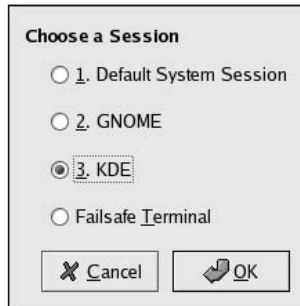 Choose a Session
1. Default System Session
2. GNOME
3. KDE
Failsafe Terminal
Cancel
OK